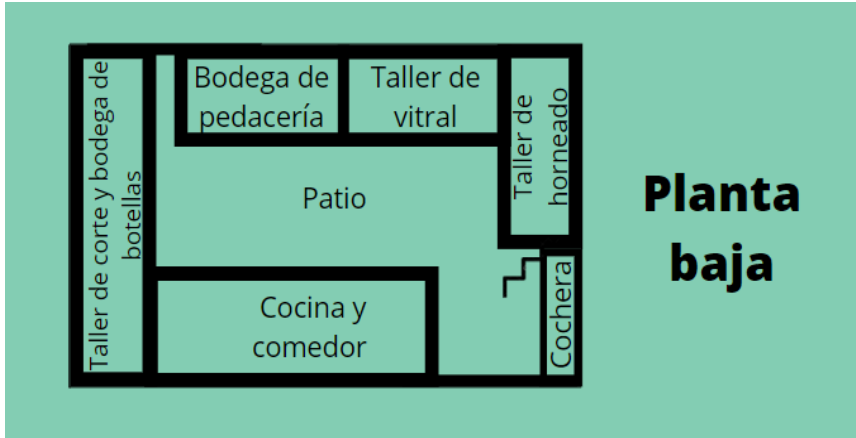 Taller de corte y bodega de
botellas
Bodega de
pedacería
Taller de
vitral
Taller de
horneado
Patio
Cocina y
comedor
Cochera
Planta
baja